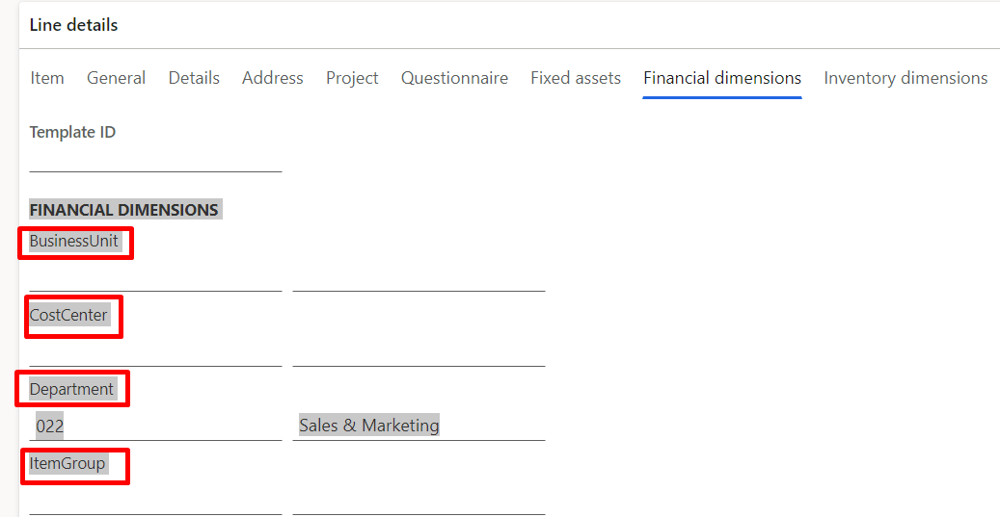 Line details
Item General Details Address Project Questionnaire Fixed assets Financial dimensions Inventory dimensions
Template ID
FINANCIAL DIMENSIONS
BusinessUnit
CostCenter
Department
022 Sales & Marketing
ItemGroup